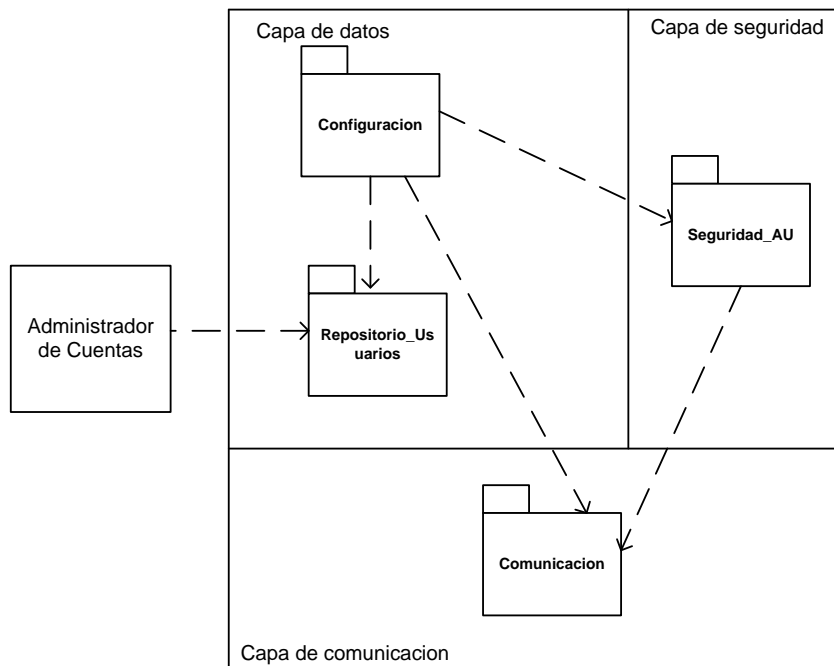 Capa de datos
Capa de seguridad
Configuracion
Seguridad_AU
Administrador
de Cuentas
Repositorio_Us
uarios
Comunicacion
Capa de comunicacion